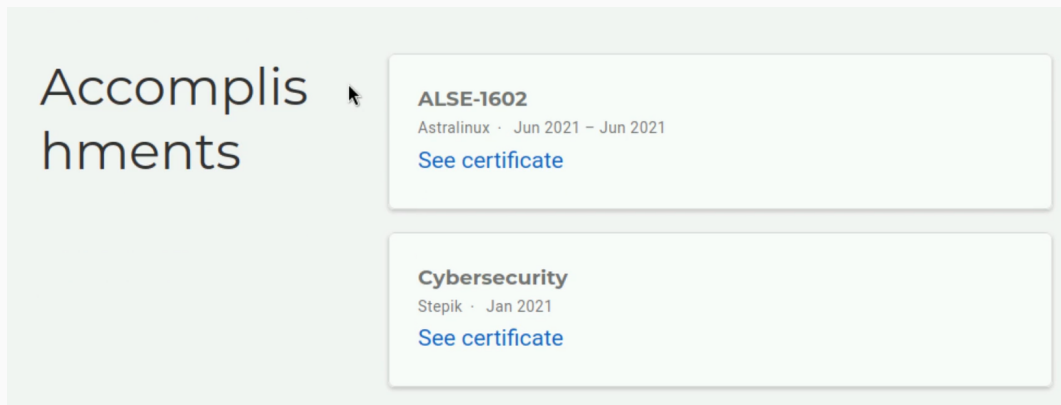 Accomplis
hments
ALSE-1602
Astralinux · Jun 2021 – Jun 2021
See certificate
Cybersecurity
Stepik · Jan 2021
See certificate